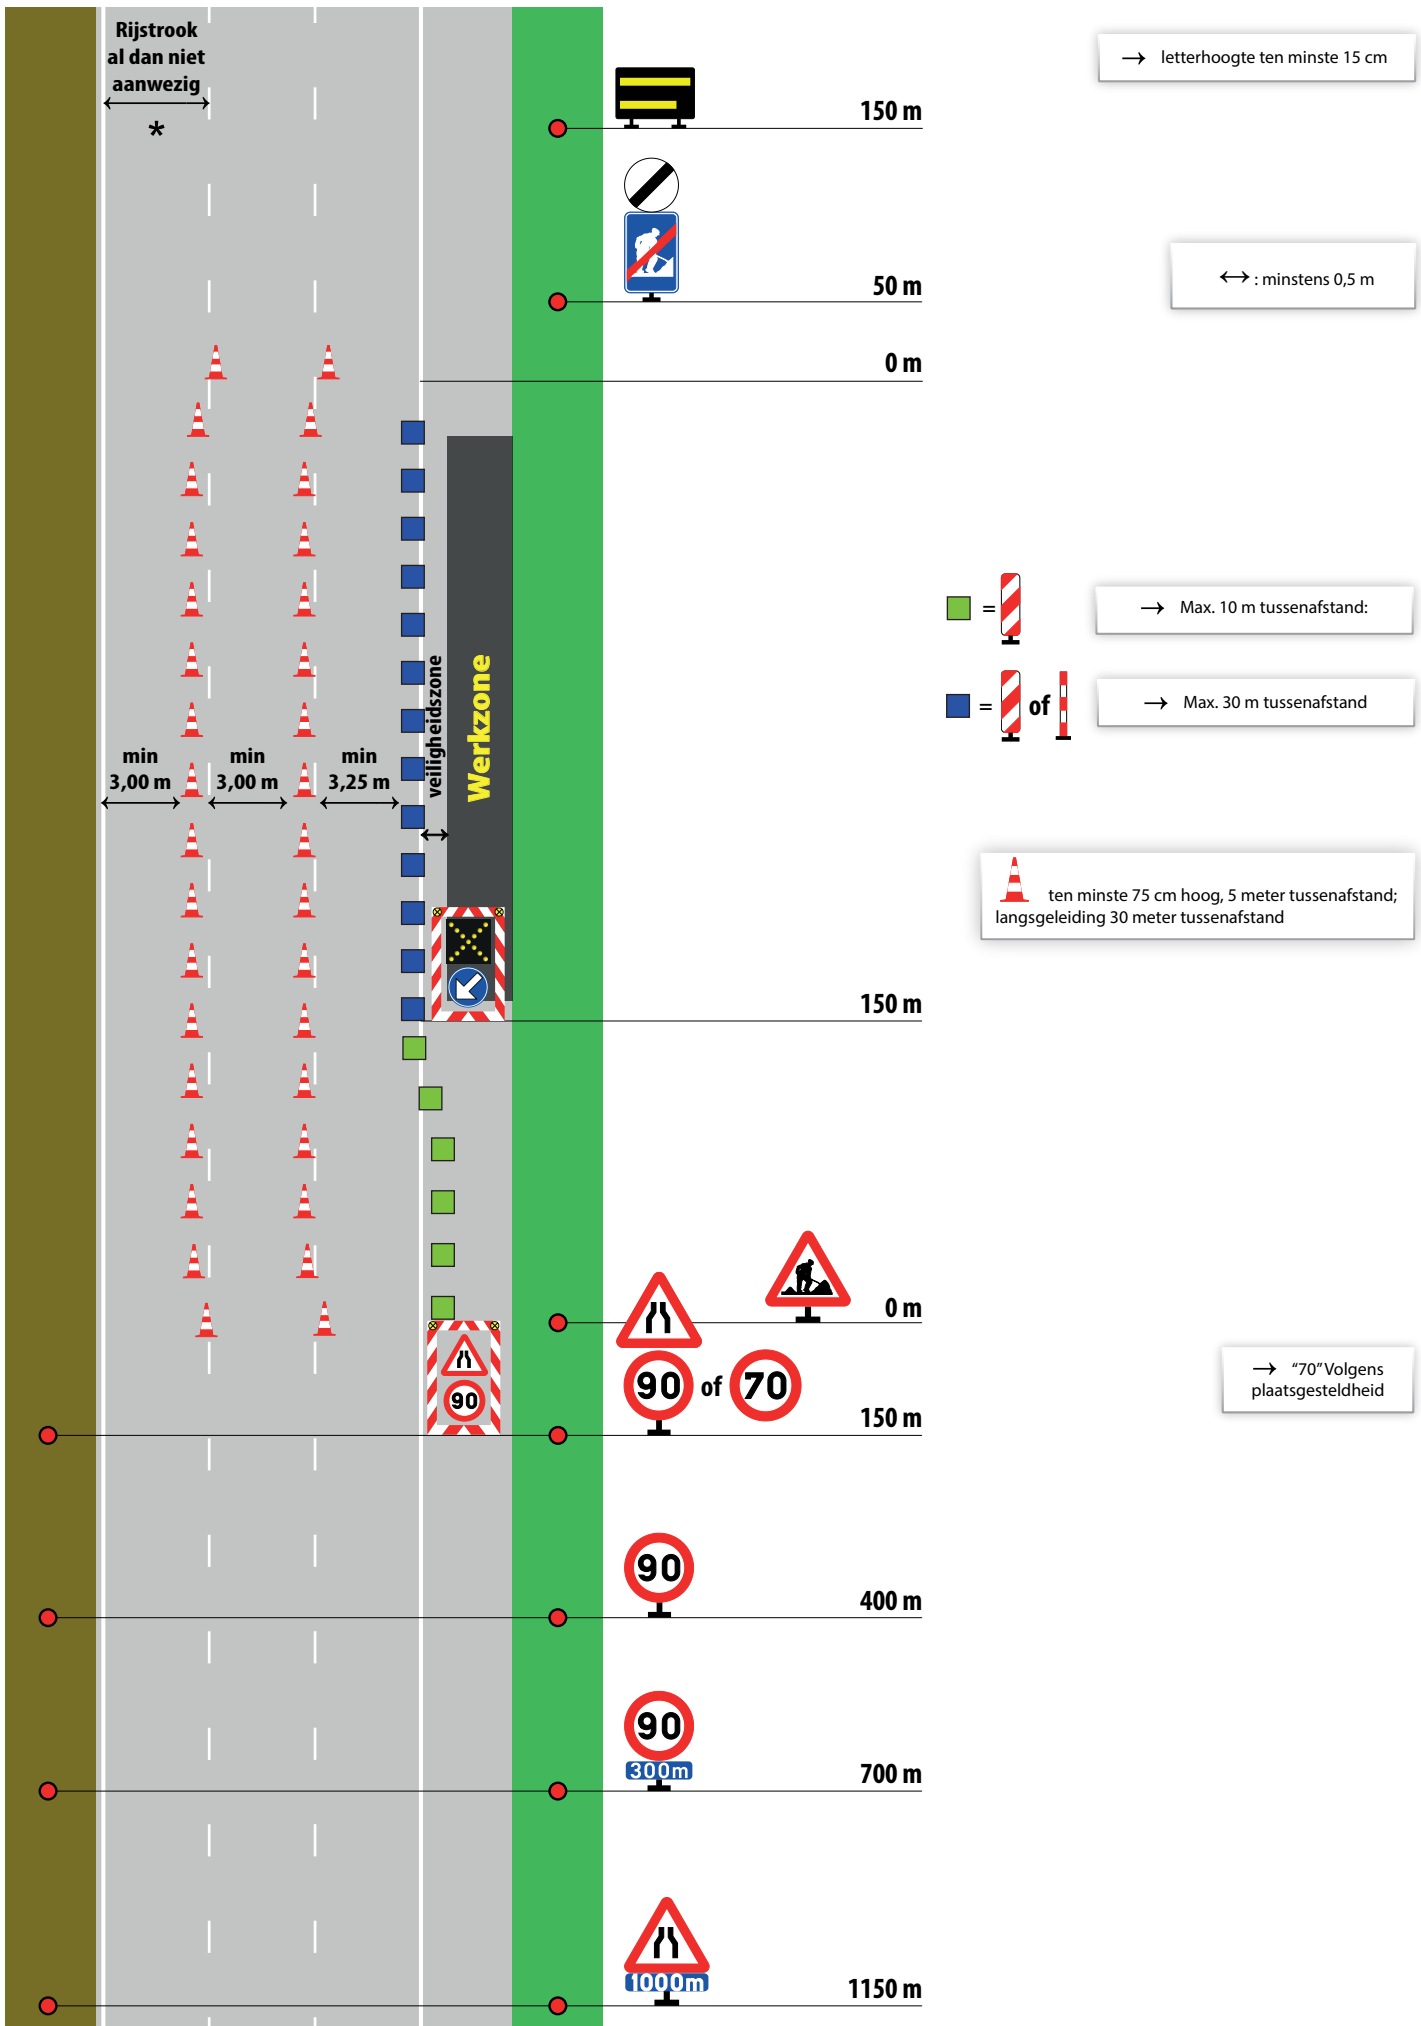 Rijstrook
al dan niet
aanwezig
*
→ letterhoogte ten minste 15 cm
150 m
50 m
↔ : minstens 0,5 m
0 m
= 
→ Max. 10 m tussenafstand:
= of
→ Max. 30 m tussenafstand
veiligheidszone
Werkzone
min
3,00 m
min
3,00 m
min
3,25 m
ten minste 75 cm hoog, 5 meter tussenafstand;
langsgeleiding 30 meter tussenafstand
150 m
0 m
90
90 of 70
→ "70" Volgens
plaatsgesteldheid
150 m
90
400 m
90
300m
700 m
1000m
1150 m